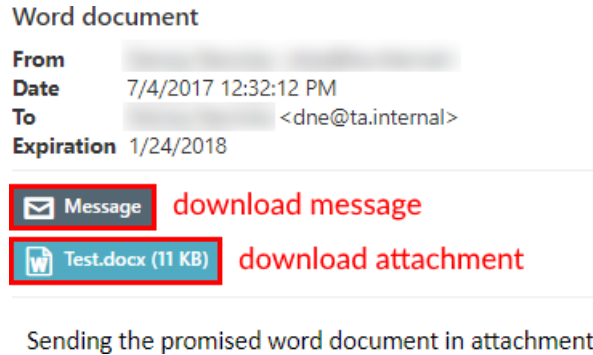 Word document
From
Date 7/4/2017 12:32:12 PM
To <dne@ta.internal>
Expiration 1/24/2018
Message download message
Test.docx (11 KB) download attachment
Sending the promised word document in attachment